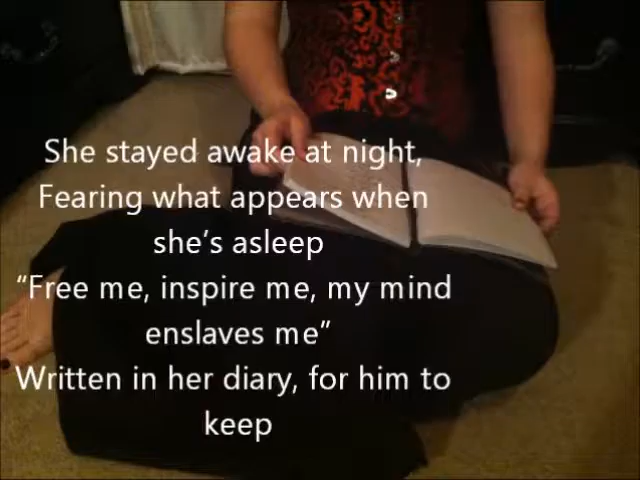 She stayed awake at night,
Fearing what appears when
she’s asleep
“Free me, inspire me, my mind
enslaves me”
Written in her diary, for him to
keep